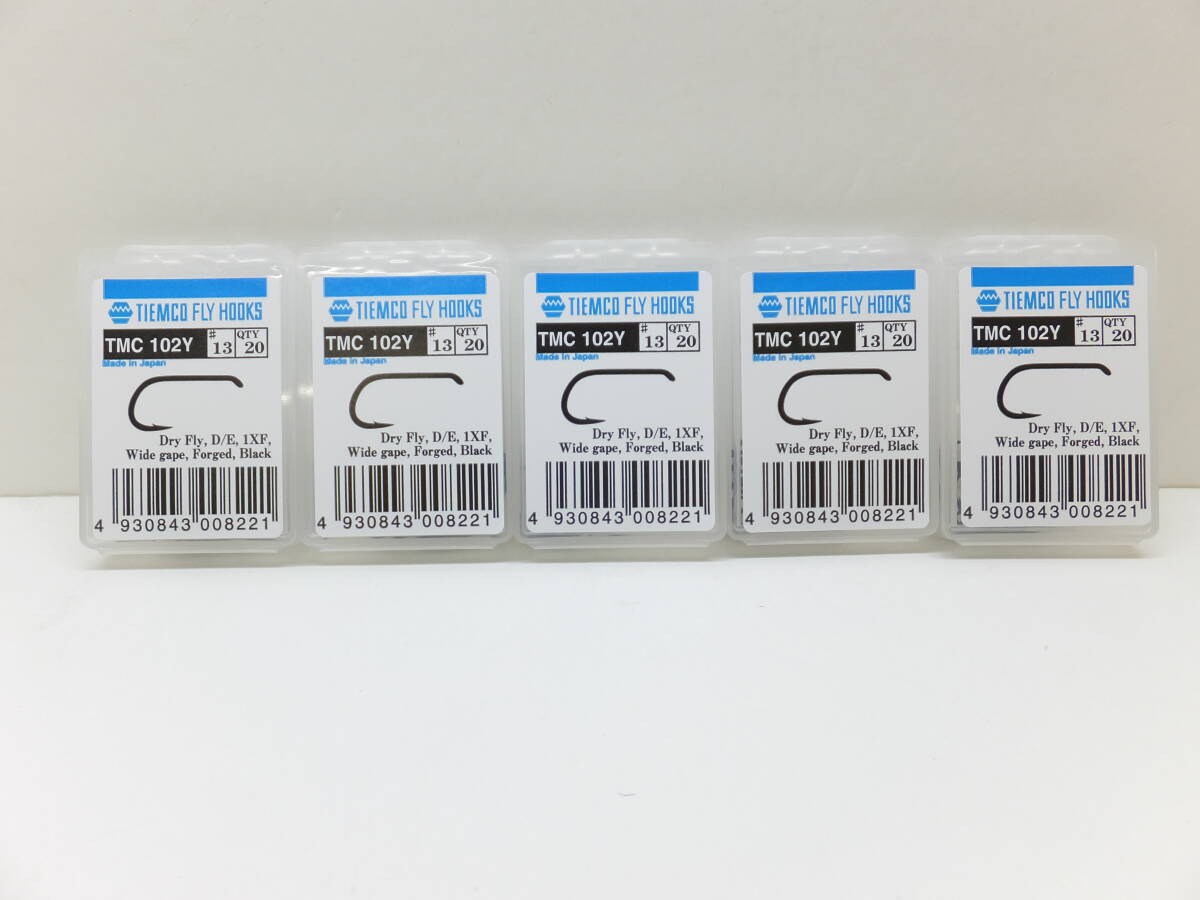 TIEMCO FLY HOOKS
TMC 102Y # 13 QTY 20
Made in Japan
Dry Fly, D/E, 1XF,
Wide gape, Forged, Black
4 930843 008221
TIEMCO FLY HOOKS
TMC 102Y # 13 QTY 20
Made in Japan
Dry Fly, D/E, 1XF,
Wide gape, Forged, Black
4 930843 008221
TIEMCO FLY HOOKS
TMC 102Y # 13 QTY 20
Made in Japan
Dry Fly, D/E, 1XF,
Wide gape, Forged, Black
4 930843 008221
TIEMCO FLY HOOKS
TMC 102Y # 13 QTY 20
Made in Japan
Dry Fly, D/E, 1XF,
Wide gape, Forged, Black
4 930843 008221
TIEMCO FLY HOOKS
TMC 102Y # 13 QTY 20
Made in Japan
Dry Fly, D/E, 1XF,
Wide gape, Forged, Black
4 930843 008221